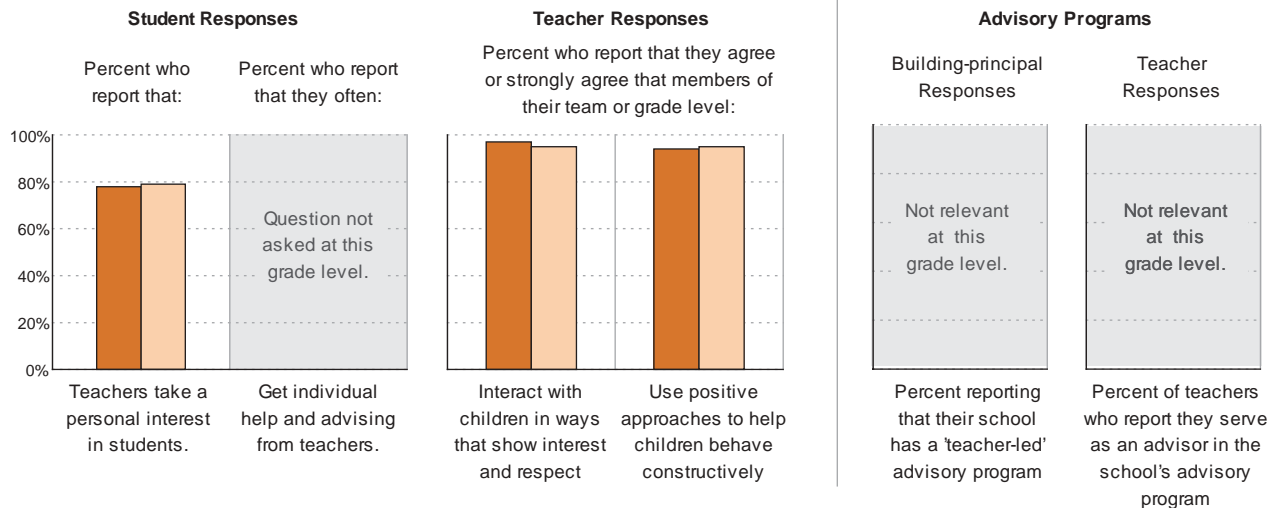 Student Responses
Percent who
report that:
Percent who report
that they often:
100%
80%
60%
40%
20%
0%
Question not
asked at this
grade level.
Teachers take a
personal interest
in students.
Get individual
help and advising
from teachers.
Teacher Responses
Percent who report that they agree
or strongly agree that members of
their team or grade level:
Interact with
children in ways
that show interest
and respect
Use positive
approaches to help
children behave
constructively
Advisory Programs
Building-principal
Responses
Not relevant
at this
grade level.
Percent reporting
that their school
has a 'teacher-led'
advisory program
Teacher
Responses
Not relevant
at this
grade level.
Percent of teachers
who report they serve
as an advisor in the
school's advisory
program